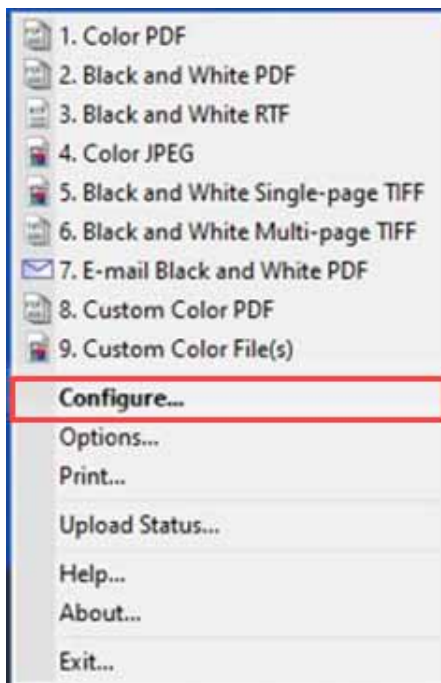 1. Color PDF
2. Black and White PDF
3. Black and White RTF
4. Color JPEG
5. Black and White Single-page TIFF
6. Black and White Multi-page TIFF
7. E-mail Black and White PDF
8. Custom Color PDF
9. Custom Color File(s)
Configure...
Options...
Print...
Upload Status...
Help...
About...
Exit...